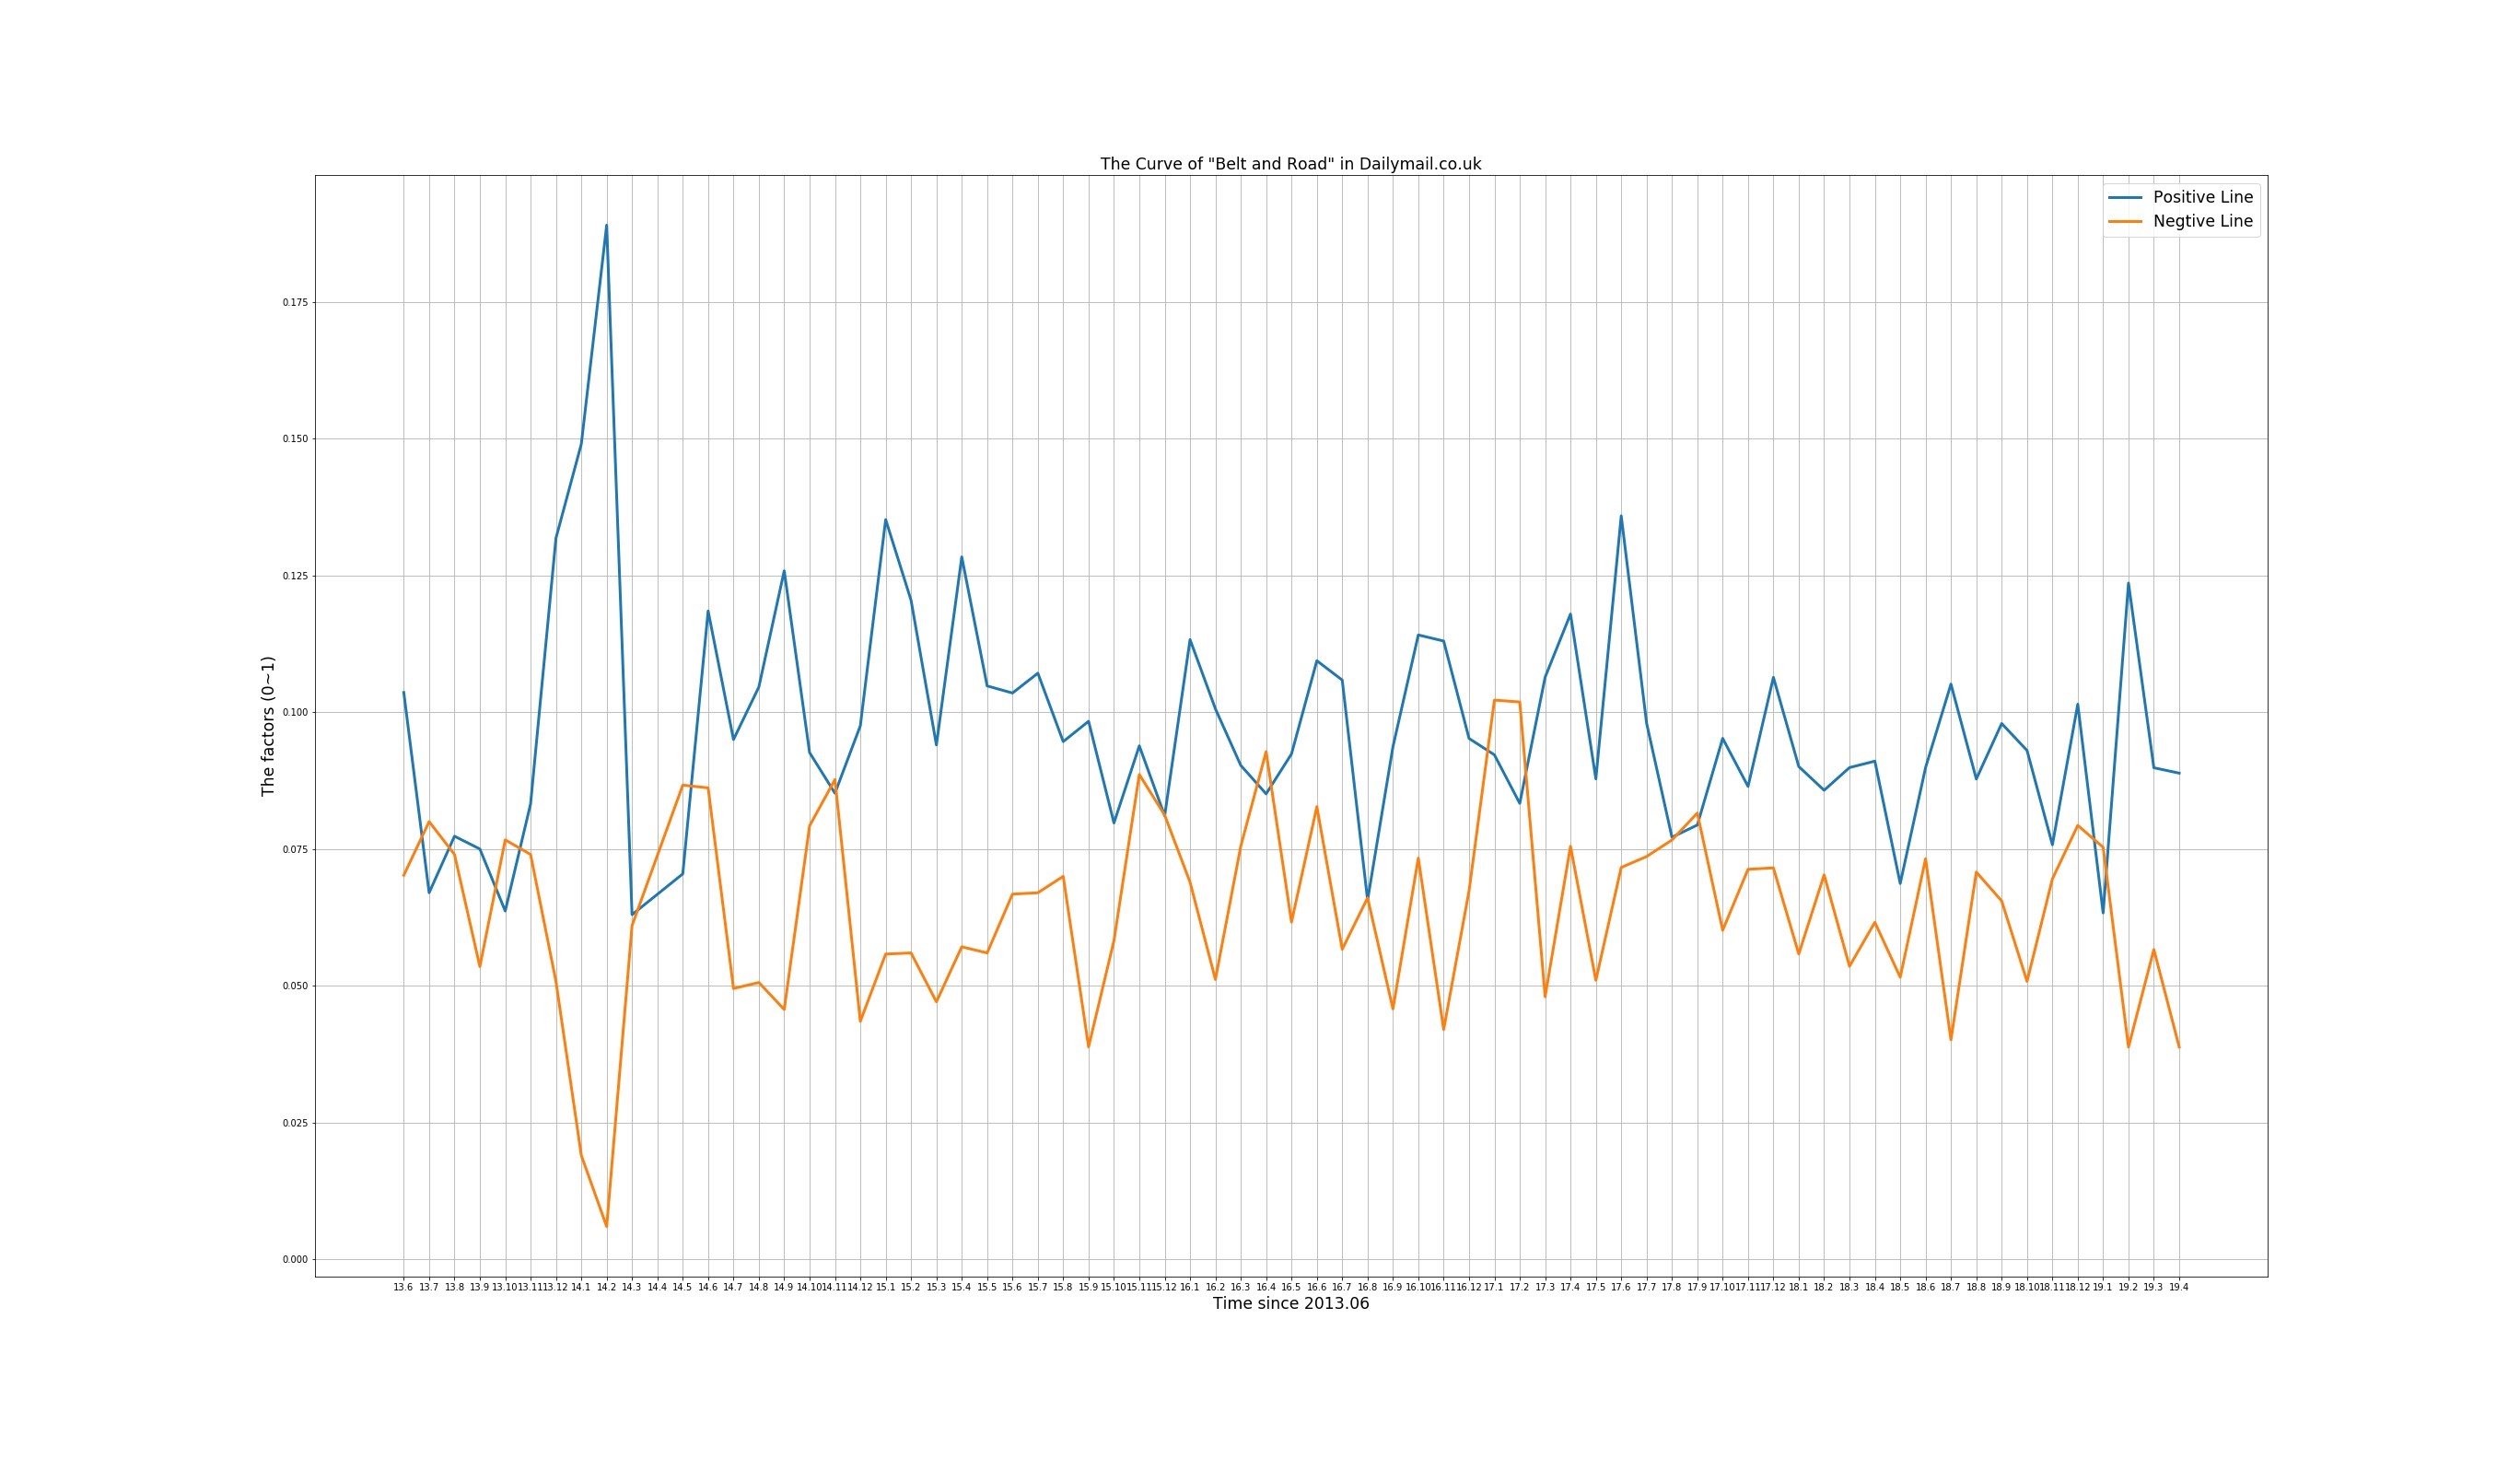 The Curve of "Belt and Road" in Dailymail.co.uk
Positive Line
Negtive Line
0.175
0.150
0.125
0.100
0.075
0.050
0.025
0.000
The factors (0~1)
13.6 13.7 13.8 13.9 13.10 13.11 13.12 14.1 14.2 14.3 14.4 14.5 14.6 14.7 14.8 14.9 14.10 14.11 14.12 15.1 15.2 15.3 15.4 15.5 15.6 15.7 15.8 15.9 15.10 15.11 15.12 16.1 16.2 16.3 16.4 16.5 16.6 16.7 16.8 16.9 16.10 16.11 16.12 17.1 17.2 17.3 17.4 17.5 17.6 17.7 17.8 17.9 17.10 17.11 17.12 18.1 18.2 18.3 18.4 18.5 18.6 18.7 18.8 18.9 18.10 18.11 18.12 19.1 19.2 19.3 19.4
Time since 2013.06